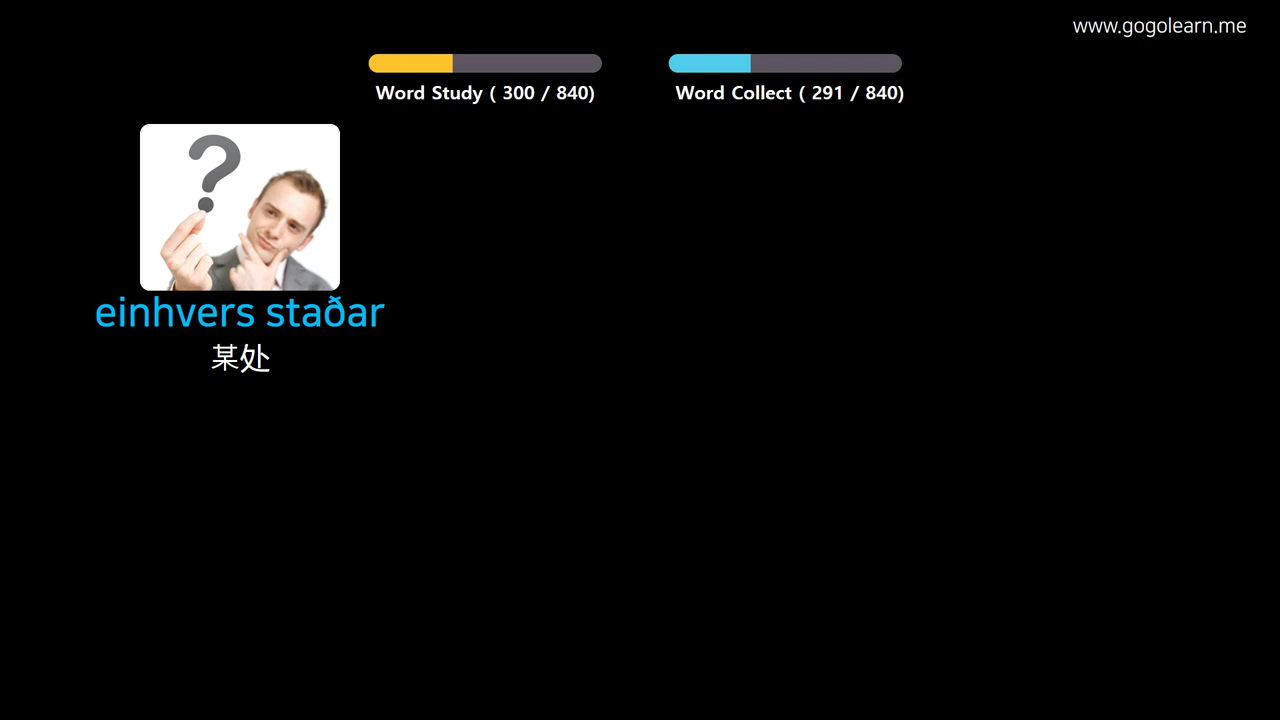 www.gogolearn.me
Word Study ( 300 / 840)
Word Collect ( 291 / 840)
?
einhvers staðar
某处